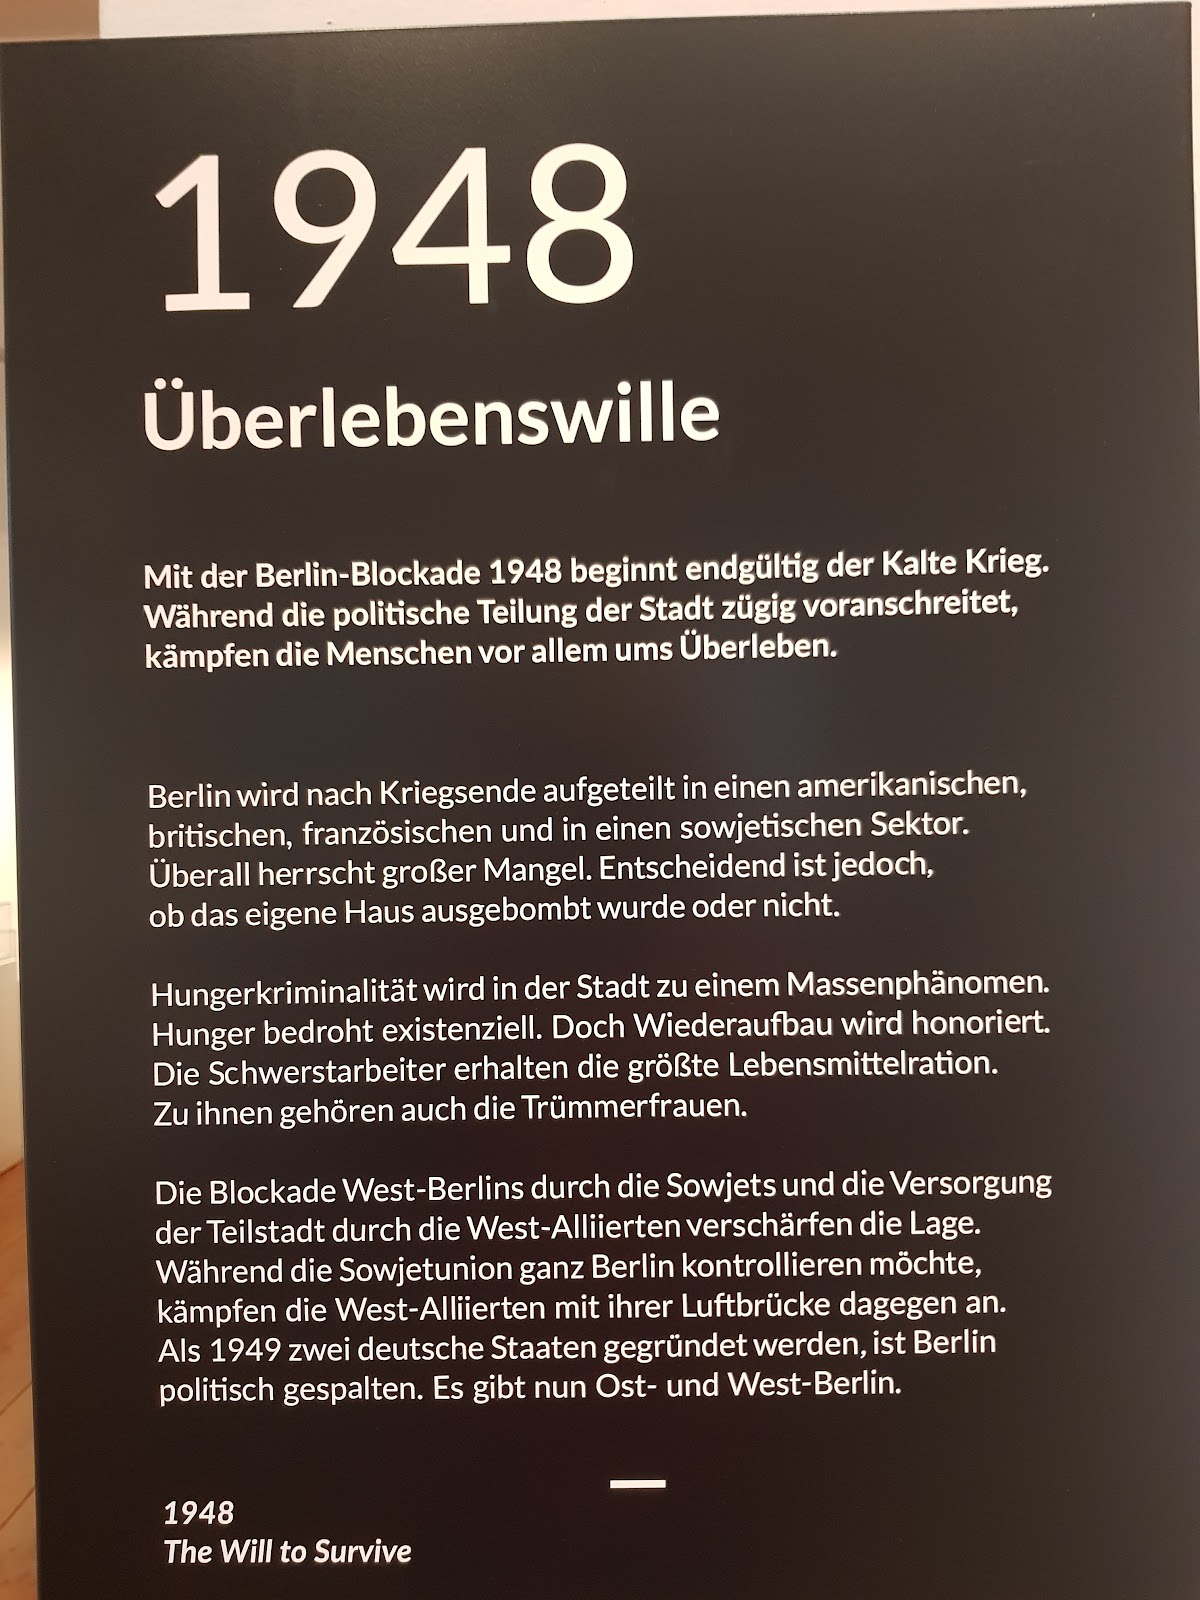 1948
Überlebenswille
Mit der Berlin-Blockade 1948 beginnt endgültig der Kalte Krieg.
Während die politische Teilung der Stadt zügig voranschreitet,
kämpfen die Menschen vor allem ums Überleben.
Berlin wird nach Kriegsende aufgeteilt in einen amerikanischen,
britischen, französischen und in einen sowjetischen Sektor.
Überall herrscht großer Mangel. Entscheidend ist jedoch,
ob das eigene Haus ausgebombt wurde oder nicht.
Hungerkriminalität wird in der Stadt zu einem Massenphänomen.
Hunger bedroht existenziell. Doch Wiederaufbau wird honoriert.
Die Schwerstarbeiter erhalten die größte Lebensmittelration.
Zu ihnen gehören auch die Trümmerfrauen.
Die Blockade West-Berlins durch die Sowjets und die Versorgung
der Teilstadt durch die West-Alliierten verschärfen die Lage.
Während die Sowjetunion ganz Berlin kontrollieren möchte,
kämpfen die West-Alliierten mit ihrer Luftbrücke dagegen an.
Als 1949 zwei deutsche Staaten gegründet werden, ist Berlin
politisch gespalten. Es gibt nun Ost- und West-Berlin.
1948
The Will to Survive